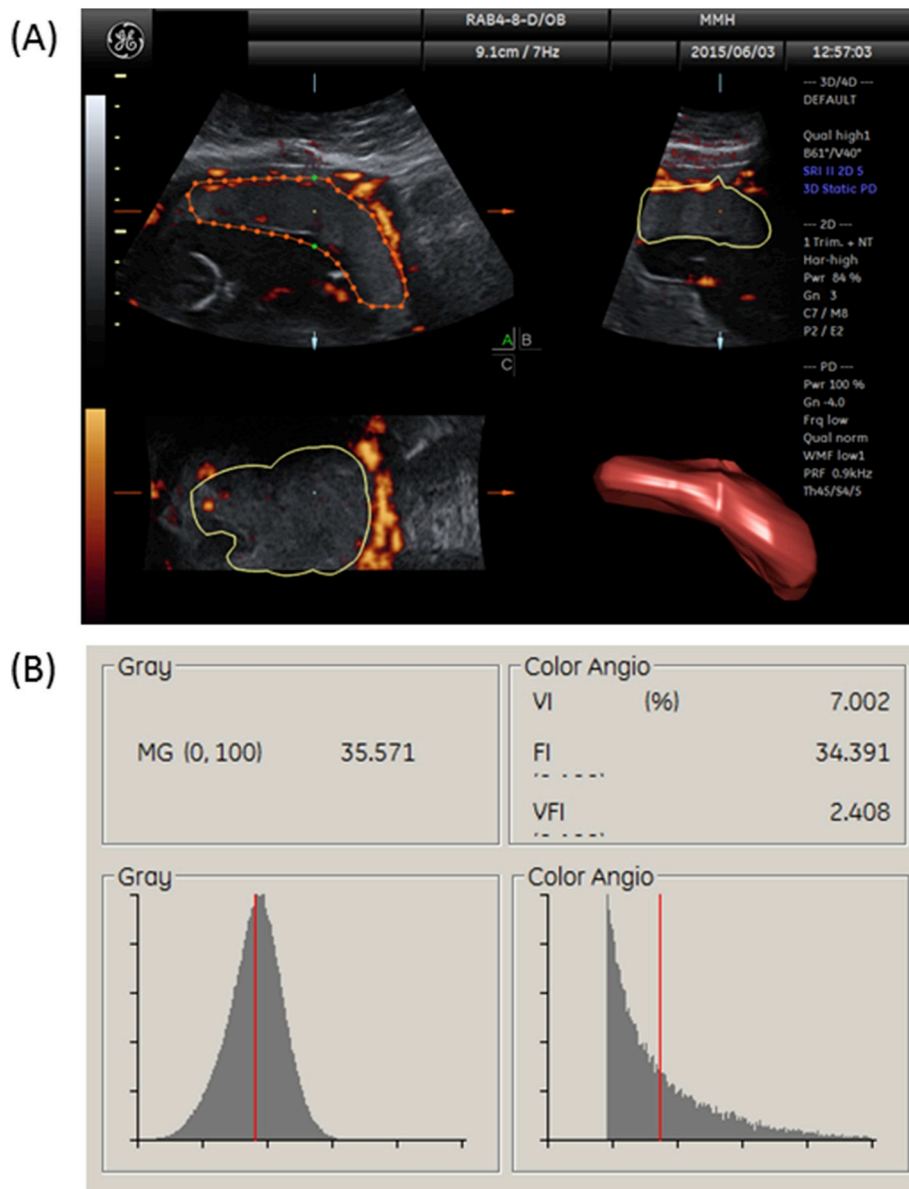 (A)
RAB4-8-D/OB MMH
9.1cm / 7Hz 2015/06/03 12:57:03
--- 3D/4D ---
DEFAULT
Qual high1
B61°/V40°
SRI II 2D 5
3D Static PD
--- 2D ---
1 Trim. + NT
Har-high
Pwr 84 %
Gn 3
C7 / M8
P2 / E2
--- PD ---
Pwr 100 %
Gn -4.0
Frq low
Qual norm
WMF low1
PRF 0.9kHz
Th45/S4/5
A B
C
(B)
Gray
MG (0, 100) 35.571
Color Angio
VI (%) 7.002
FI 34.391
VFI 2.408
Gray
Color Angio